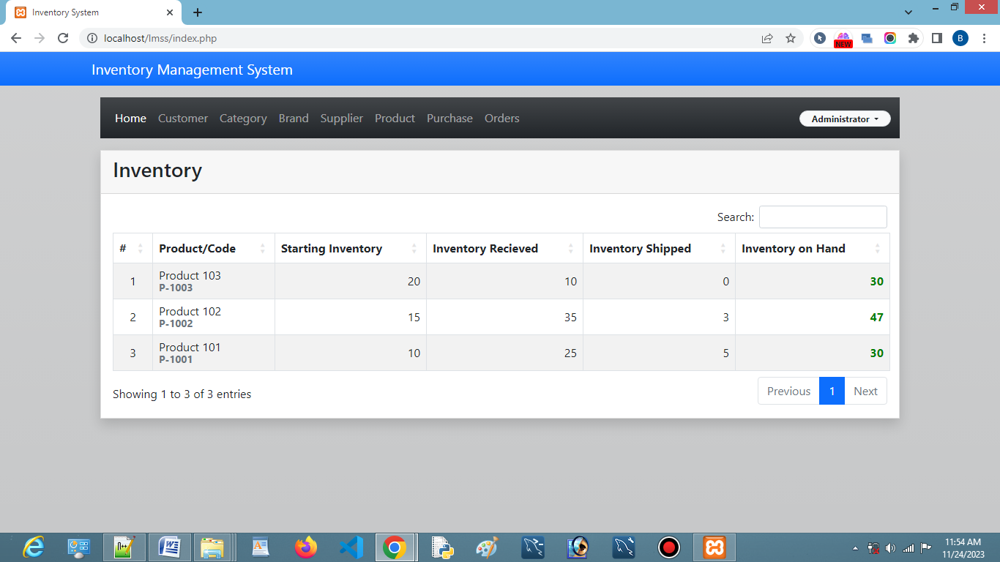 Inventory System
localhost/lmss/index.php
NEW
B
Inventory Management System
Home Customer Category Brand Supplier Product Purchase Orders Administrator
Inventory
Search:
# Product/Code Starting Inventory Inventory Recieved Inventory Shipped Inventory on Hand
1 Product 103 20 10 0 30
P-1003
2 Product 102 15 35 3 47
P-1002
3 Product 101 10 25 5 30
P-1001
Showing 1 to 3 of 3 entries
Previous 1 Next
11:54 AM
11/24/2023